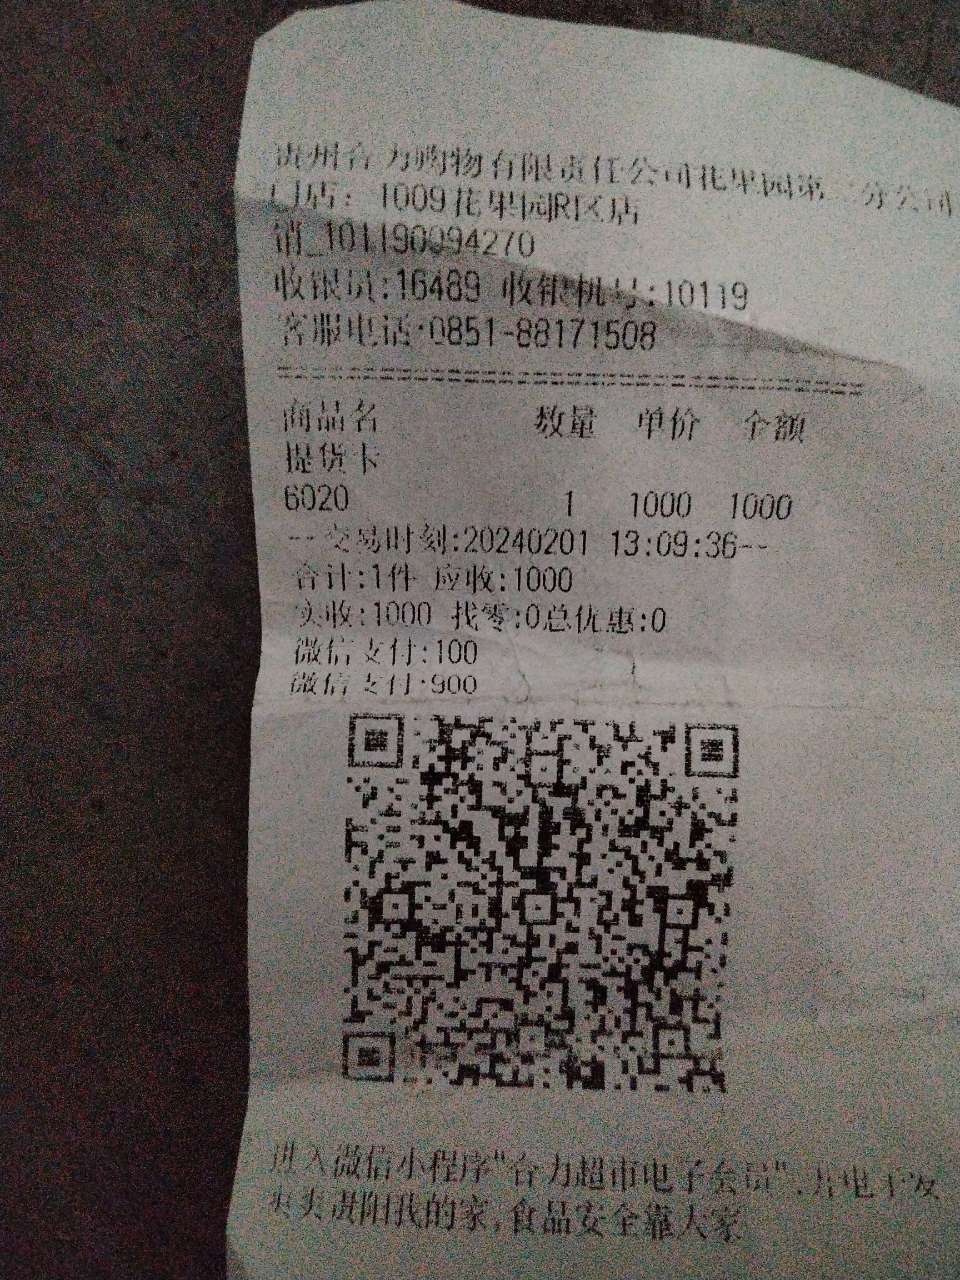 贵州合力购物有限责任公司花果园第二分公司
门店: 1009花果园R区店
销_101190094270
收银员:16489 收银机号:10119
客服电话:0851-88171508
商品名 数量 单价 金额
提货卡
6020 1 1000 1000
--交易时刻:20240201 13:09:36--
合计:1件 应收:1000
实收:1000 找零:0总优惠:0
微信支付:100
微信支付:900
进入微信小程序"合力超市电子会员",开电子发
贵阳我的家,食品安全靠大家